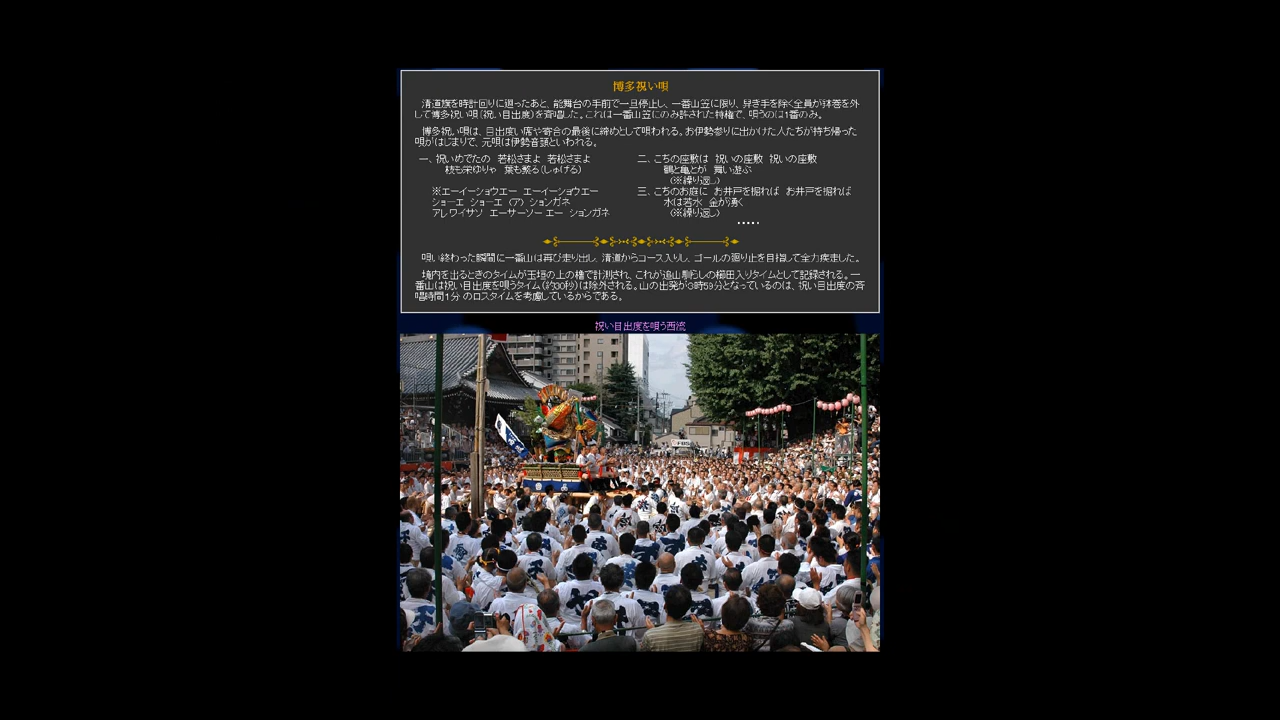 博多祝い唄
清道旗を時計回りに廻ったあと、能舞台の手前で一旦停止し、一番山笠に限り、舁き手を除く全員が鉢巻を外
して博多祝い唄(祝い目出度)を斉唱した。これは一番山笠にのみ許された特権で、唄うのは1番のみ。
博多祝い唄は、目出度い席や寄合の最後に締めとして唄われる。お伊勢参りに出かけた人たちが持ち帰った
唄がはじまりで、元唄は伊勢音頭といわれる。
一、祝いめでたの 若松さまよ 若松さまよ
枝も栄ゆりゃ 葉も繁る(しゅげる)
※エーイーショウエー エーイーショウエー
ショーエ ショーエ (ア) ションガネ
アレワイサソ エーサーソー エー ションガネ
二、こちの座敷は 祝いの座敷 祝いの座敷
鶴と亀とが 舞い遊ぶ
(※繰り返し)
三、こちのお庭に お井戸を掘れば お井戸を掘れば
水は若水 金が湧く
(※繰り返し)
・・・・・
唄い終わった瞬間に一番山は再び走り出し、清道からコース入りし、ゴールの廻り止を目指して全力疾走した。
境内を出るときのタイムが玉垣の上の櫓で計測され、これが追山馴らしの櫛田入りタイムとして記録される。一
番山は祝い目出度を唄うタイム(約30秒)は除外される。山の出発が3時59分となっているのは、祝い目出度の斉
唱時間1分 のロスタイムを考慮しているからである。
祝い目出度を唄う西流